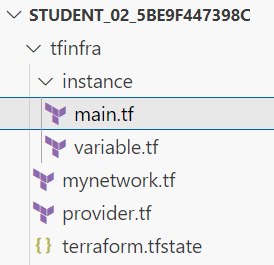 STUDENT_02_5BE9F447398C
tfinfra
instance
main.tf
variable.tf
mynetwork.tf
provider.tf
{} terraform.tfstate